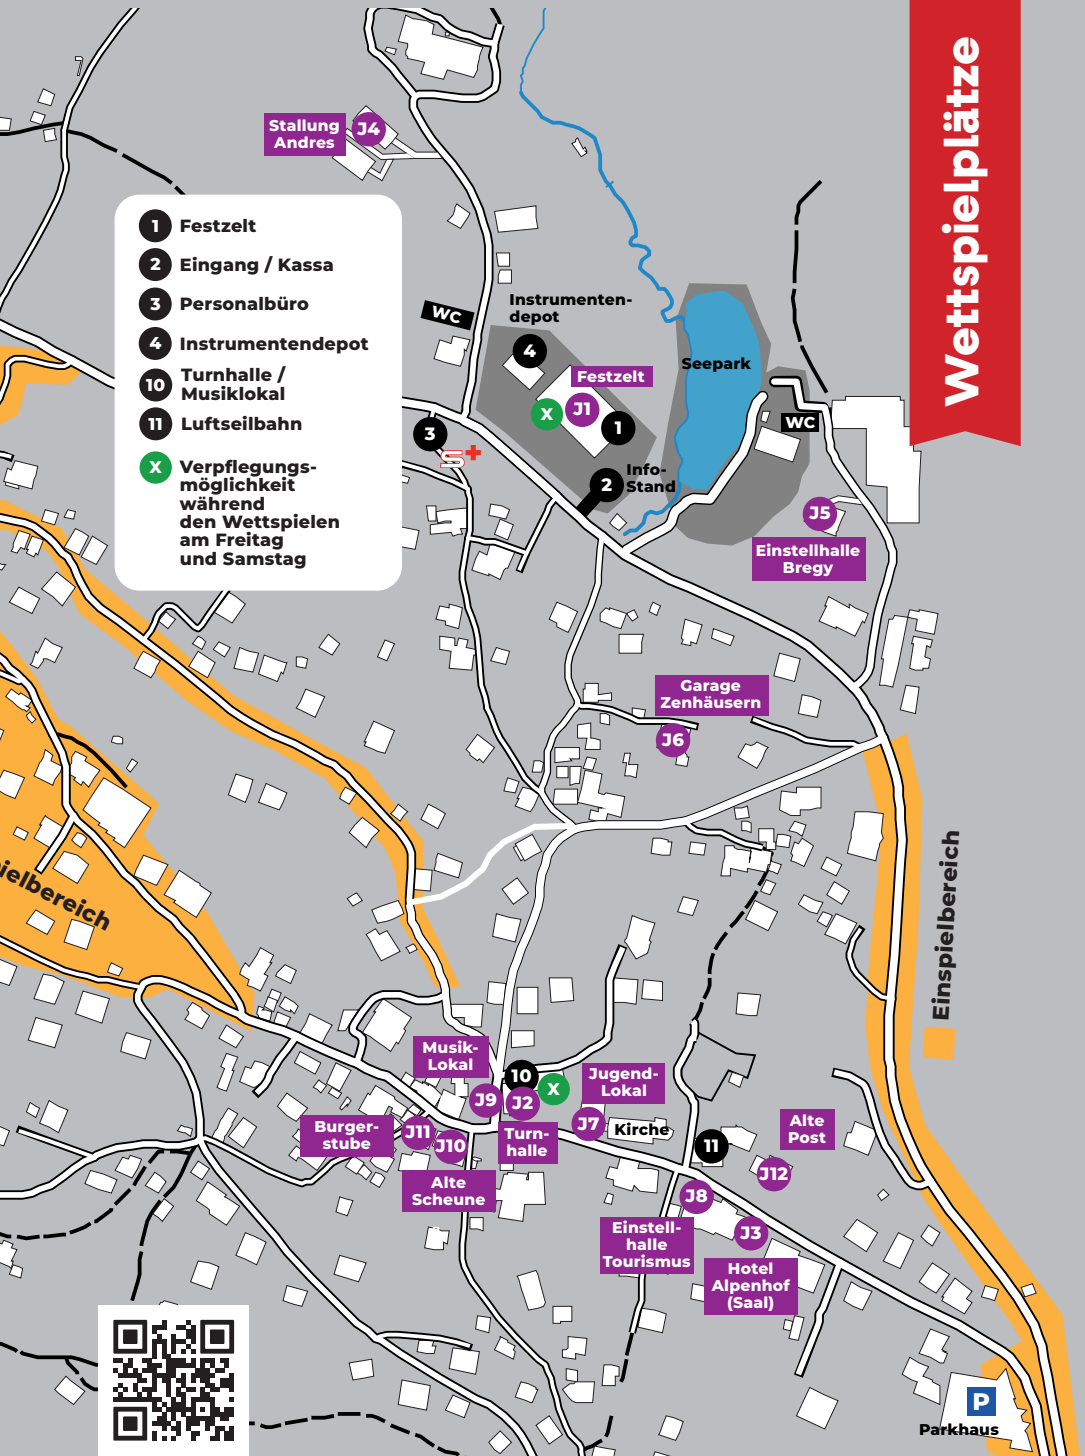 Wettspielplätze
Stallung
Andres
J4
1 Festzelt
2 Eingang / Kassa
3 Personalbüro
4 Instrumentendepot
10 Turnhalle /
Musiklokal
11 Luftseilbahn
X Verpflegungs-
möglichkeit
während
den Wettspielen
am Freitag
und Samstag
WC
Instrumenten-
depot
4
Festzelt
X
J1
1
3
S+
2
Info-
Stand
Seepark
WC
J5
Einstellhalle
Bregy
Garage
Zenhäusern
J6
ielbereich
Einspielbereich
Musik-
Lokal
10
X
J9
J2
Jugend-
Lokal
J7
Kirche
Burger-
stube
J11
J10
Turn-
halle
Alte
Scheune
11
Alte
Post
J12
J8
J3
Einstell-
halle
Tourismus
Hotel
Alpenhof
(Saal)
P
Parkhaus